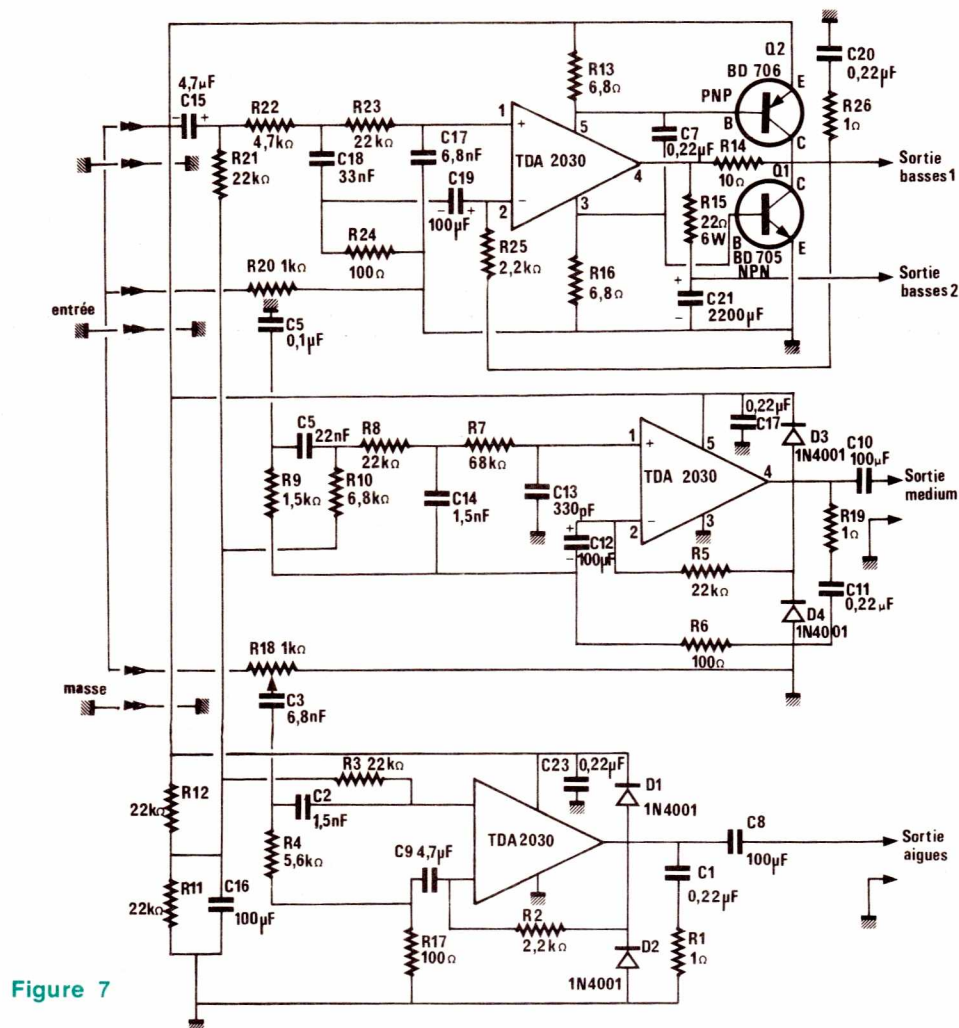 4,7µF
C15
-
+
R22
4,7kΩ
R23
22kΩ
R21
22kΩ
C18
33nF
C17
6,8nF
C19
-
+
100µF
R24
100Ω
R20 1kΩ
R25
2,2kΩ
R13
6,8Ω
1
+
5
TDA 2030
4
2
-
3
R16
6,8Ω
C7
0,22µF
R14
10Ω
R15
22Ω
6W
+
C21
2200µF
-
Q2
BD 706
PNP
B
E
C
Q1
C
B
E
BD 705
NPN
C20
0,22µF
R26
1Ω
Sortie
basses 1
Sortie
basses 2
entrée
C5
0,1µF
C5
22nF
R8
22kΩ
R7
68kΩ
R9
1,5kΩ
R10
6,8kΩ
C14
1,5nF
C13
330pF
+
C12
100µF
-
1
+
5
TDA 2030
4
2
-
3
0,22µF
C17
D3
1N4001
C10
100µF
Sortie
medium
R19
1Ω
R5
22kΩ
C11
0,22µF
D4
1N4001
R6
100Ω
R18 1kΩ
masse
C3
6,8nF
R3 22kΩ
C2
1,5nF
R4
5,6kΩ
C9 4,7µF
TDA2030
C23
0,22µF
D1
1N4001
C8
100µF
Sortie
aigues
C1
0,22µF
R2
2,2kΩ
R17
100Ω
D2
1N4001
R1
1Ω
R12
22kΩ
R11
22kΩ
C16
100µF
Figure 7